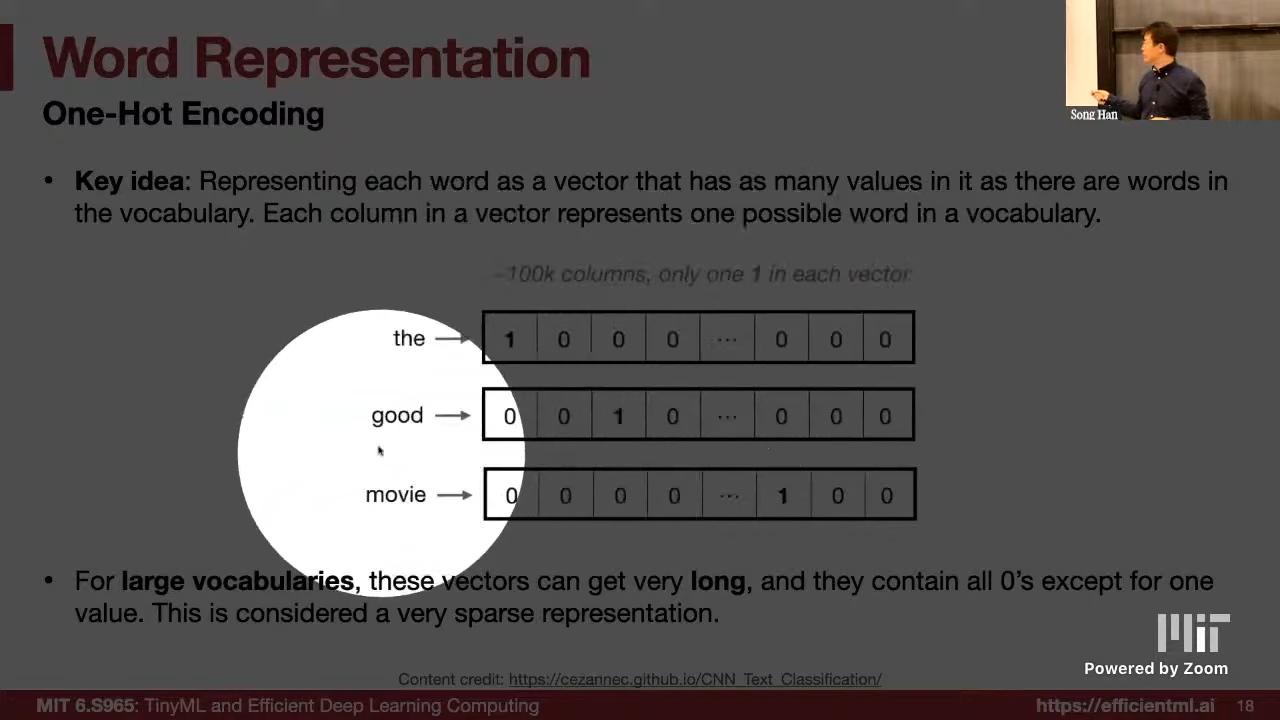 Word Representation
One-Hot Encoding
Song Han
• Key idea: Representing each word as a vector that has as many values in it as there are words in
the vocabulary. Each column in a vector represents one possible word in a vocabulary.
~100k columns, only one 1 in each vector
the 1 0 0 0 ... 0 0 0
good 0 0 1 0 ... 0 0 0
movie 0 0 0 0 ... 1 0 0
• For large vocabularies, these vectors can get very long, and they contain all 0's except for one
value. This is considered a very sparse representation.
MIT
Powered by Zoom
Content credit: https://cezannec.github.io/CNN_Text_Classification/
MIT 6.S965: TinyML and Efficient Deep Learning Computing https://efficientml.ai 18